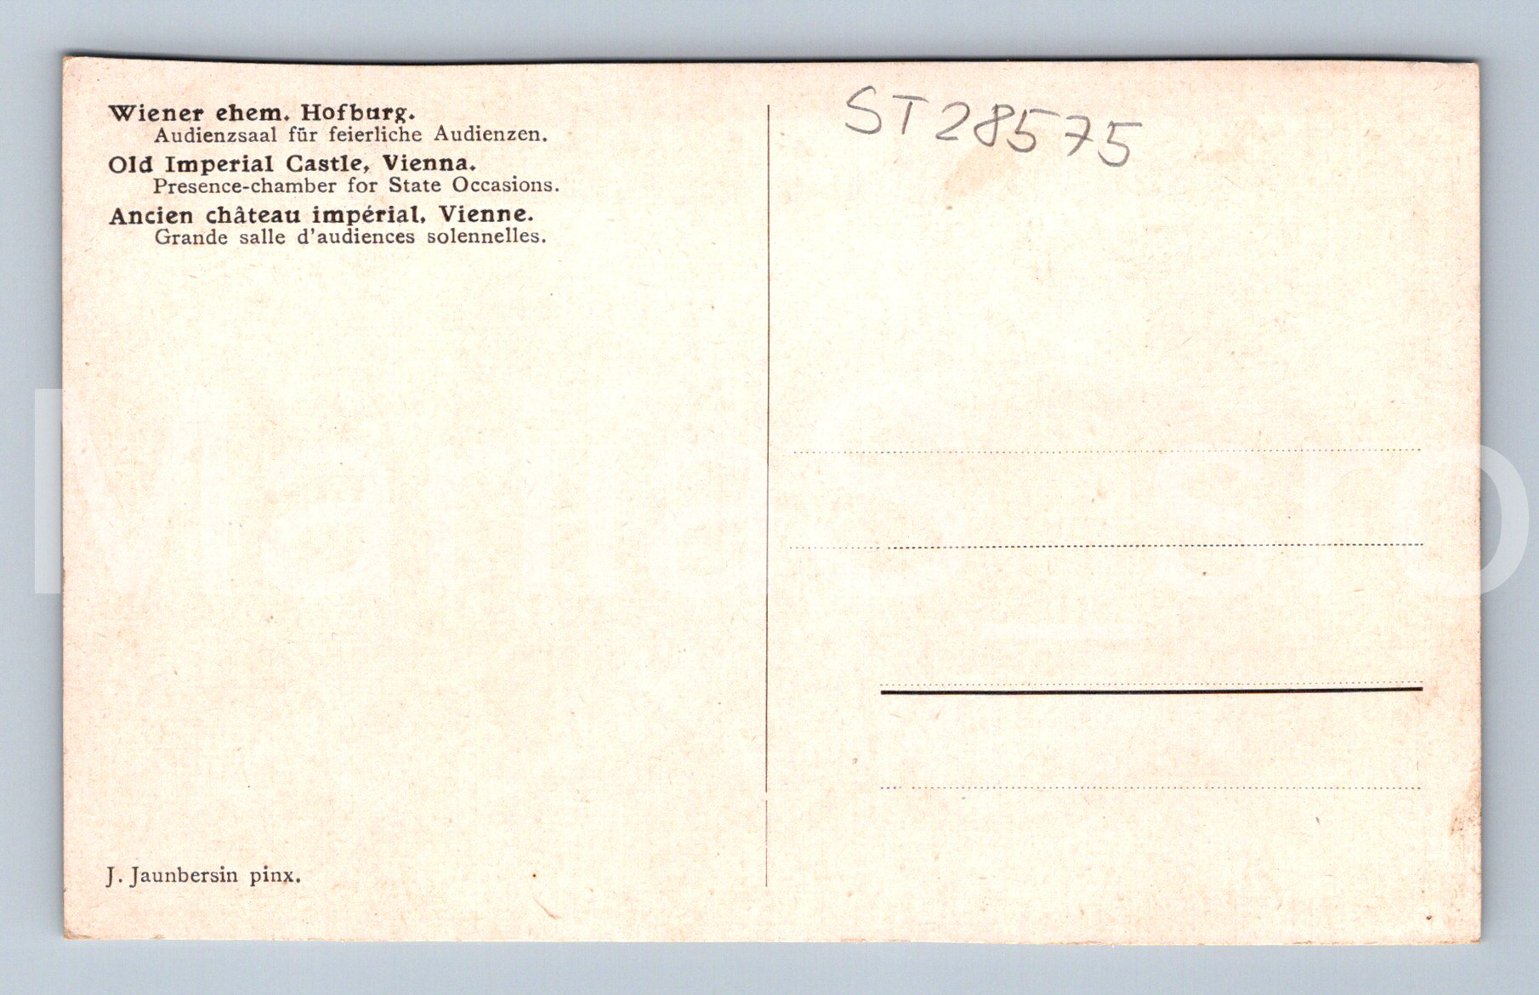 Wiener ehem. Hofburg.
Audienzsaal für feierliche Audienzen.
Old Imperial Castle, Vienna.
Presence-chamber for State Occasions.
Ancien château impérial, Vienne.
Grande salle d'audiences solennelles.
ST28575
J. Jaunbersin pinx.